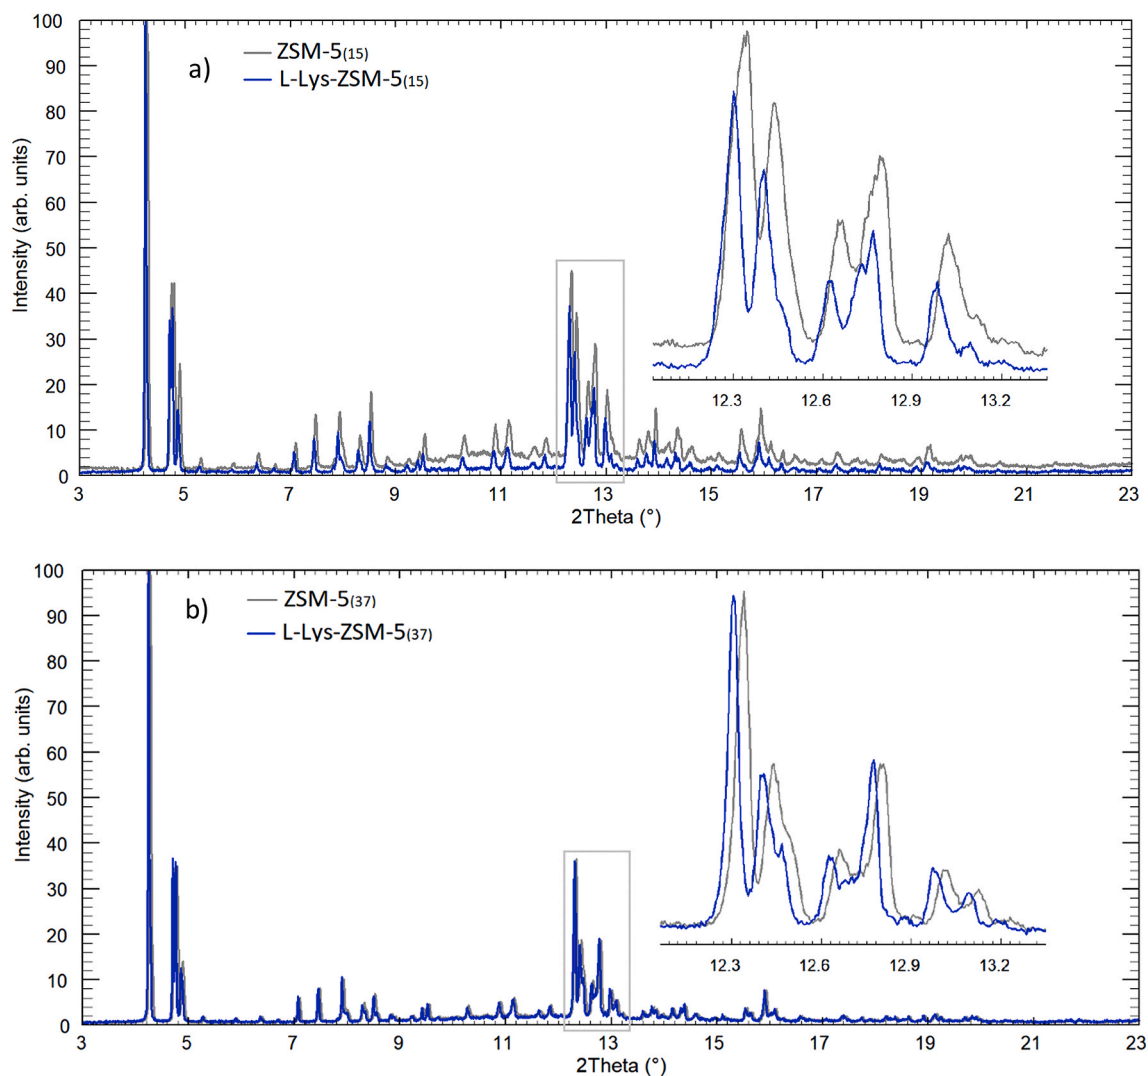 a)
ZSM-5(15)
L-Lys-ZSM-5(15)
Intensity (arb. units)
100
90
80
70
60
50
40
30
20
10
0
12.3 12.6 12.9 13.2
3 5 7 9 11 13 15 17 19 21 23
2Theta (°)
b)
ZSM-5(37)
L-Lys-ZSM-5(37)
Intensity (arb. units)
100
90
80
70
60
50
40
30
20
10
0
12.3 12.6 12.9 13.2
3 5 7 9 11 13 15 17 19 21 23
2Theta (°)